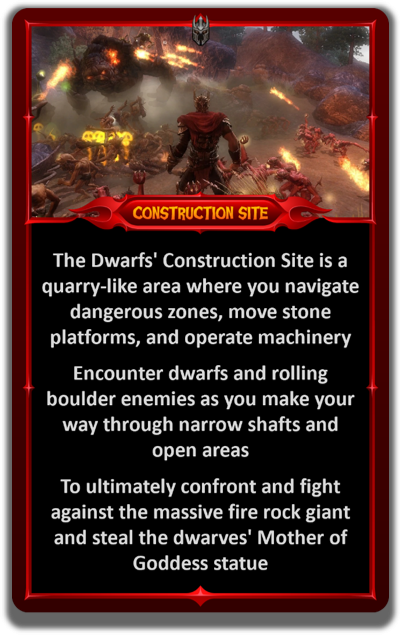 CONSTRUCTION SITE
The Dwarfs' Construction Site is a
quarry-like area where you navigate
dangerous zones, move stone
platforms, and operate machinery
Encounter dwarfs and rolling
boulder enemies as you make your
way through narrow shafts and
open areas
To ultimately confront and fight
against the massive fire rock giant
and steal the dwarves' Mother of
Goddess statue